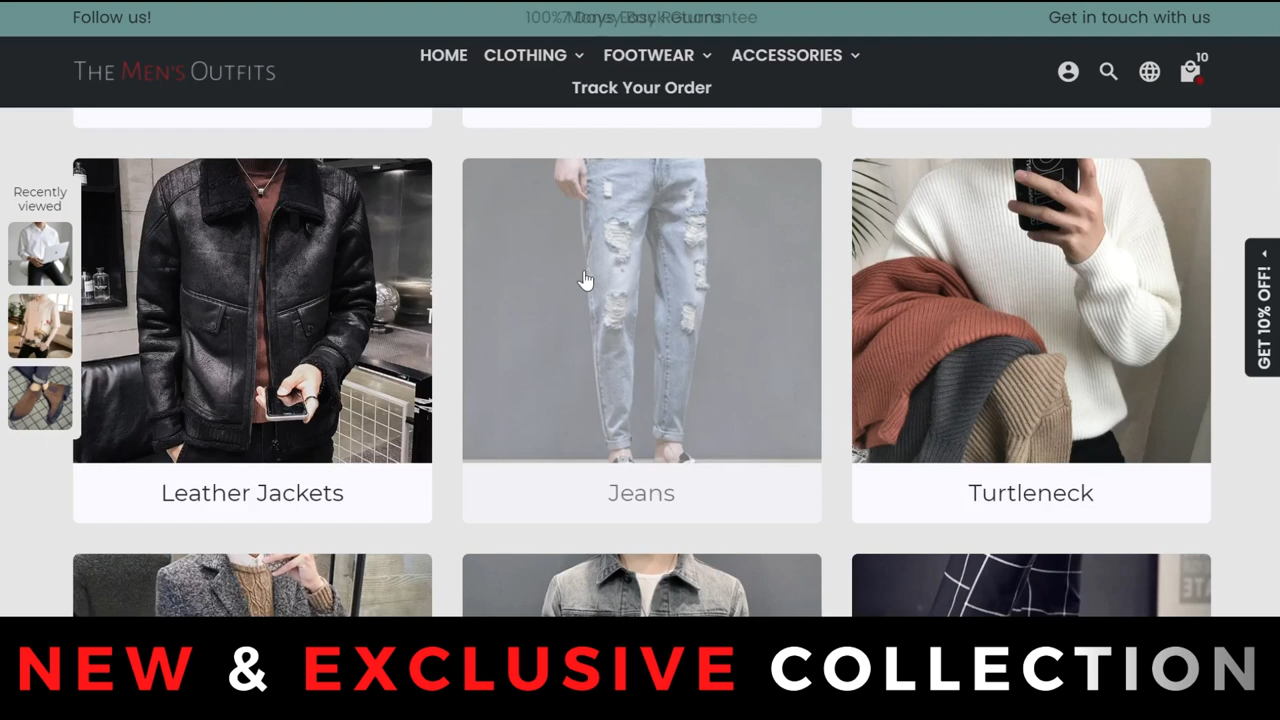 Follow us!
Get in touch with us
THE MEN'S OUTFITS
HOME CLOTHING FOOTWEAR ACCESSORIES
Track Your Order
10
Recently
viewed
GET 10% OFF!
Leather Jackets
Jeans
Turtleneck
NEW & EXCLUSIVE COLLECTION